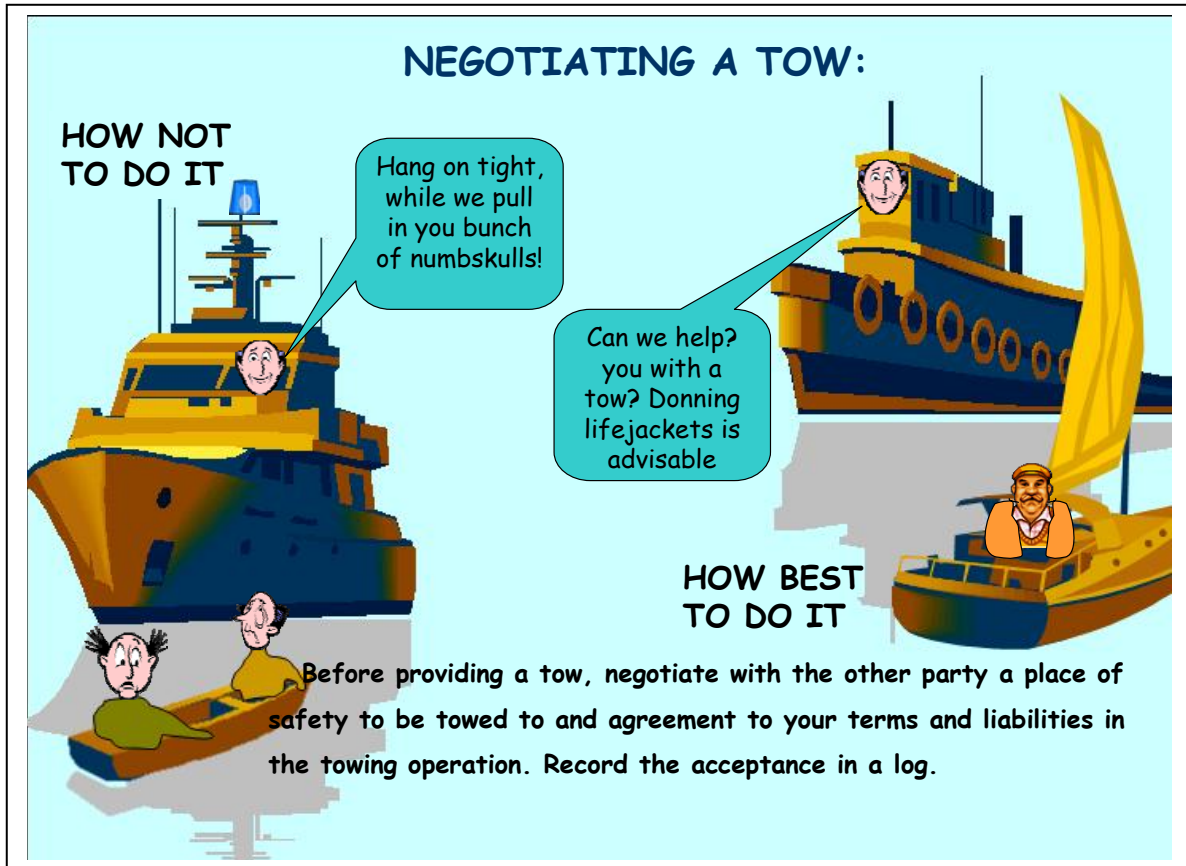 NEGOTIATING A TOW:
HOW NOT
TO DO IT
Hang on tight,
while we pull
in you bunch
of numbskulls!
Can we help?
you with a
tow? Donning
lifejackets is
advisable
HOW BEST
TO DO IT
Before providing a tow, negotiate with the other party a place of
safety to be towed to and agreement to your terms and liabilities in
the towing operation. Record the acceptance in a log.